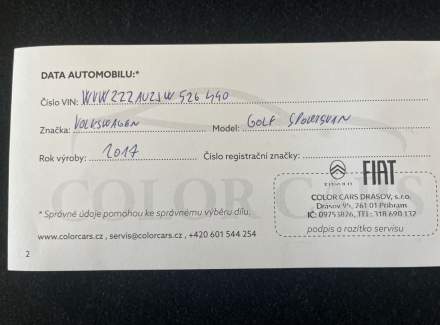 DATA AUTOMOBILU:*
Číslo VIN: WVWZZZAUZJW526440
Značka: VOLKSWAGEN Model: GOLF SPORTSVAN
Rok výroby: 2017 Číslo registrační značky:
FIAT
COLOR CARS
COLOR CARS DRASOV, s.r.o.
Drasov 95, 261 01 Příbram
IČ: 09753826, TEL: 318 690 132
* Správné údaje pomohou ke správnému výběru dílu.
podpis a razítko servisu
www.colorcars.cz , servis@colorcars.cz , +420 601 544 254
2